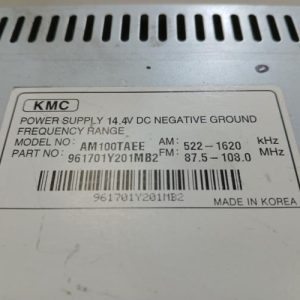 KMC
POWER SUPPLY 14.4V DC NEGATIVE GROUND
FREQUENCY RANGE
MODEL NO: AM100TAEE AM: 522-1620 kHz
PART NO: 961701Y201MB2 FM: 87.5-108.0 MHz
961701Y201MB2
MADE IN KOREA